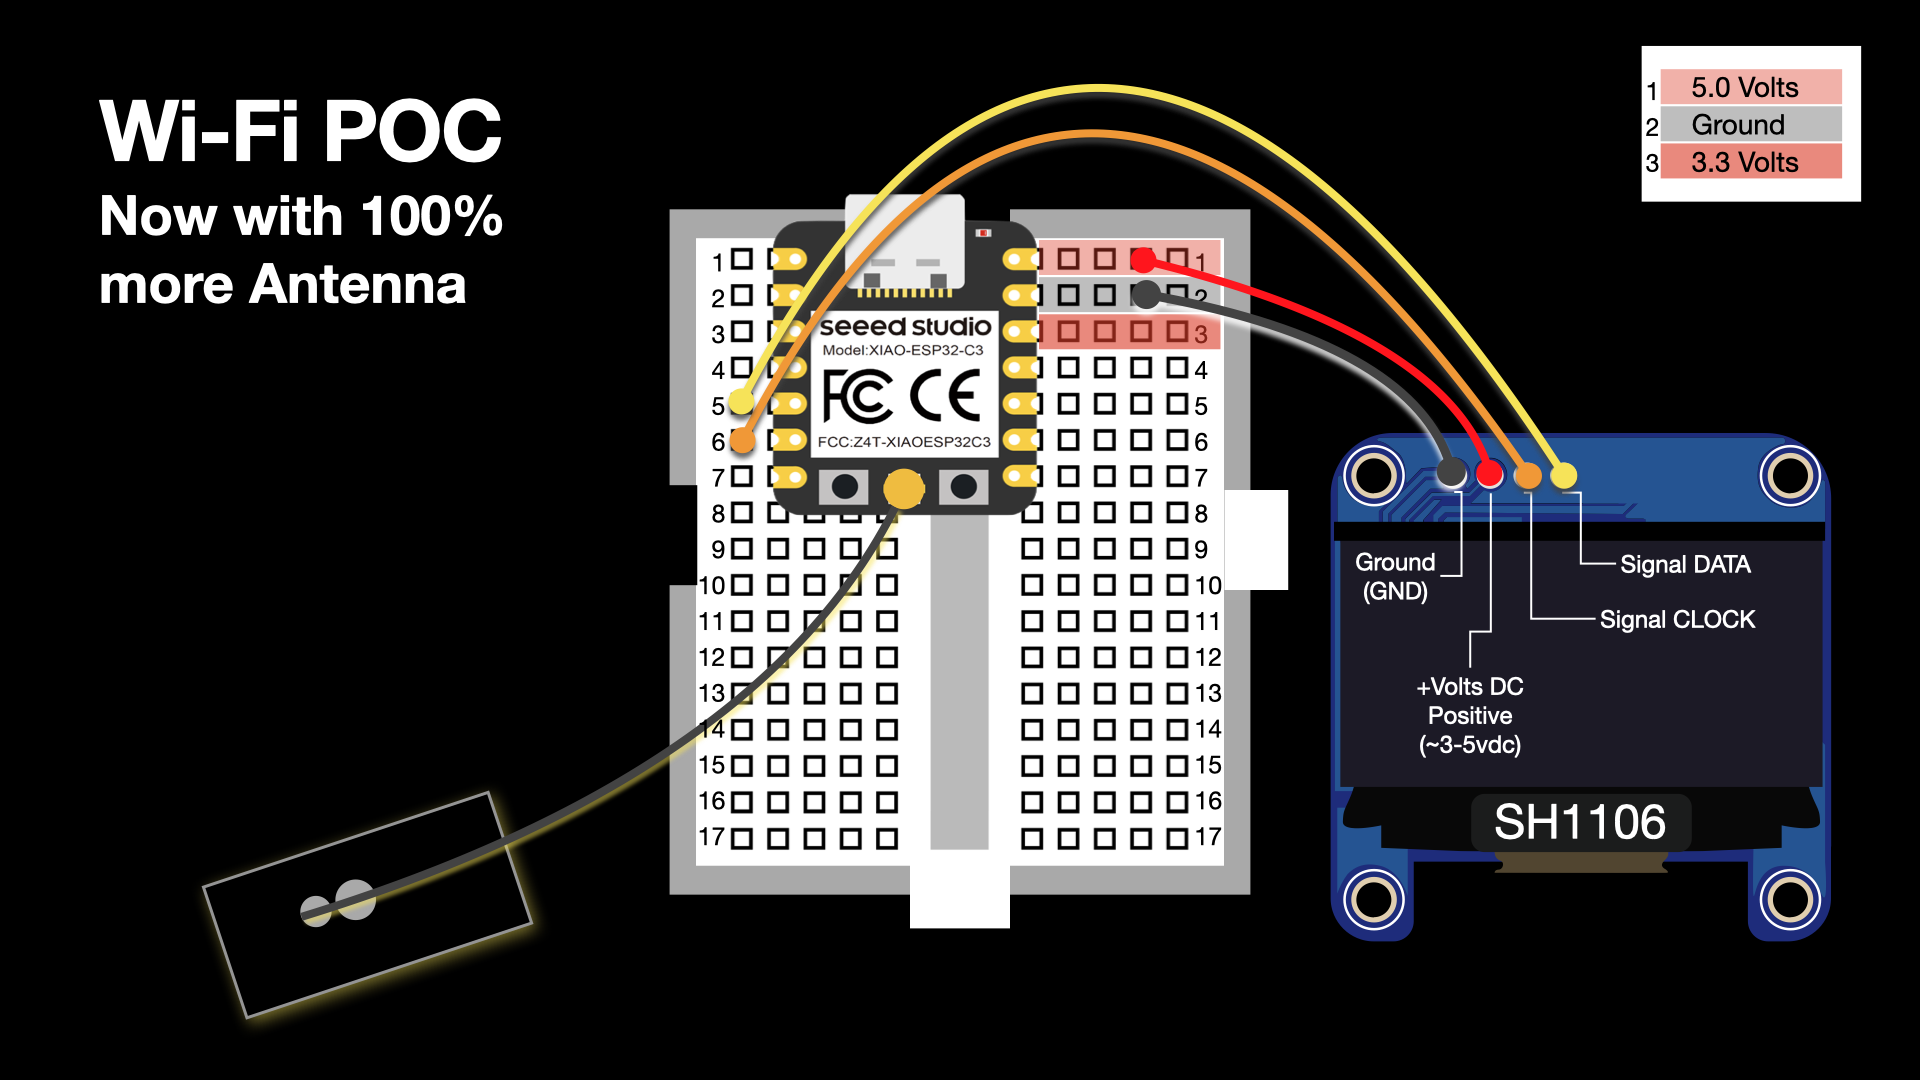 Wi-Fi POC
Now with 100%
more Antenna
1 5.0 Volts
2 Ground
3 3.3 Volts
1 1
2 2
3 3
4 4
5 5
6 6
7 7
8 8
9 9
10 10
11 11
12 12
13 13
14 14
15 15
16 16
17 17
seeed studio
Model:XIAO-ESP32-C3
FC CE
FCC:Z4T-XIAOESP32C3
Ground
(GND)
Signal DATA
Signal CLOCK
+Volts DC
Positive
(~3-5vdc)
SH1106